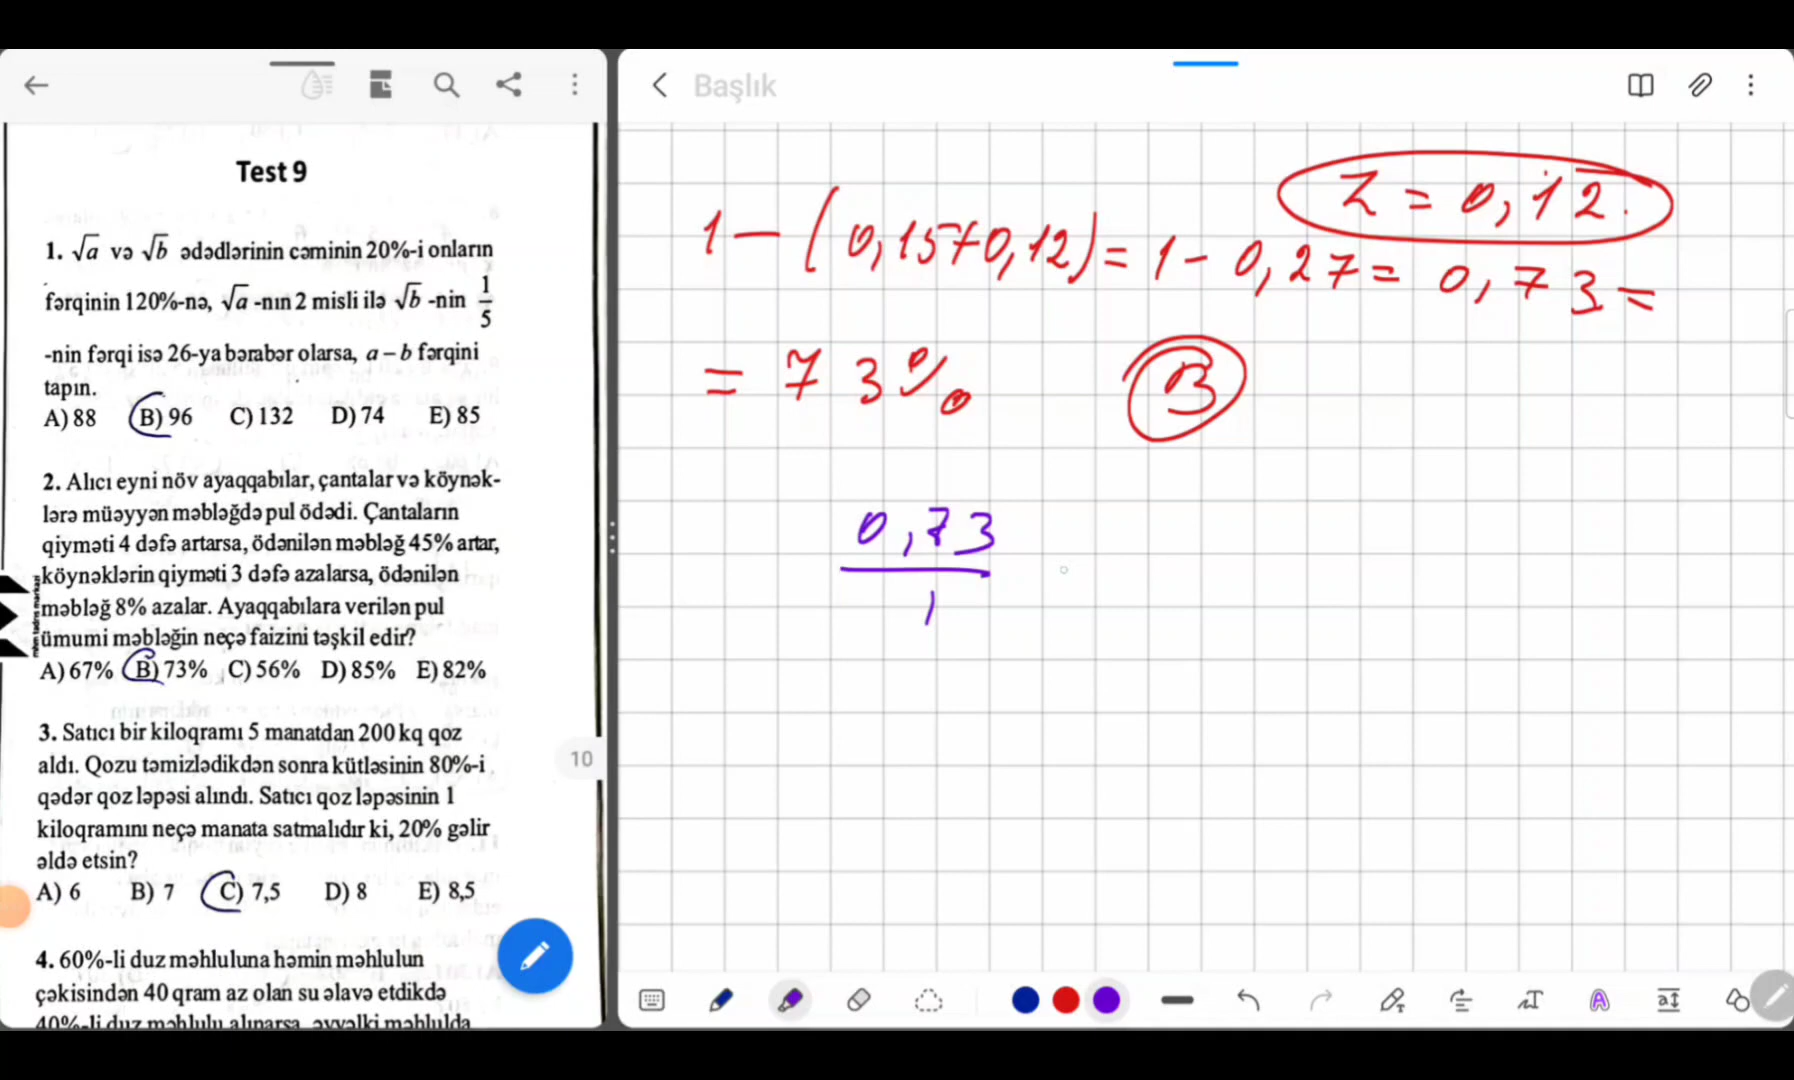 Başlık
Test 9
1. √a və √b ədədlərinin cəminin 20%-i onların
fərqinin 120%-nə, √a -nın 2 misli ilə √b -nin 1/5
-nin fərqi isə 26-ya bərabər olarsa, a – b fərqini
tapın.
A) 88 B) 96 C) 132 D) 74 E) 85
2. Alıcı eyni növ ayaqqabılar, çantalar və köynək-
lərə müəyyən məbləğdə pul ödədi. Çantaların
qiyməti 4 dəfə artarsa, ödənilən məbləğ 45% artar,
köynəklərin qiyməti 3 dəfə azalarsa, ödənilən
məbləğ 8% azalar. Ayaqqabılara verilən pul
ümumi məbləğin neçə faizini təşkil edir?
A) 67% B) 73% C) 56% D) 85% E) 82%
3. Satıcı bir kiloqramı 5 manatdan 200 kq qoz
aldı. Qozu təmizlədikdən sonra kütləsinin 80%-i
qədər qoz ləpəsi alındı. Satıcı qoz ləpəsinin 1
kiloqramını neçə manata satmalıdır ki, 20% gəlir
əldə etsin?
A) 6 B) 7 C) 7,5 D) 8 E) 8,5
4. 60%-li duz məhluluna həmin məhlulun
çəkisindən 40 qram az olan su əlavə etdikdə
40%-li duz məhlulu alınarsa, əvvəlki məhlulda
10
z = 0,12.
1 – (0,15+0,12) = 1 - 0,27 = 0,73 =
= 73% B
0,73
1